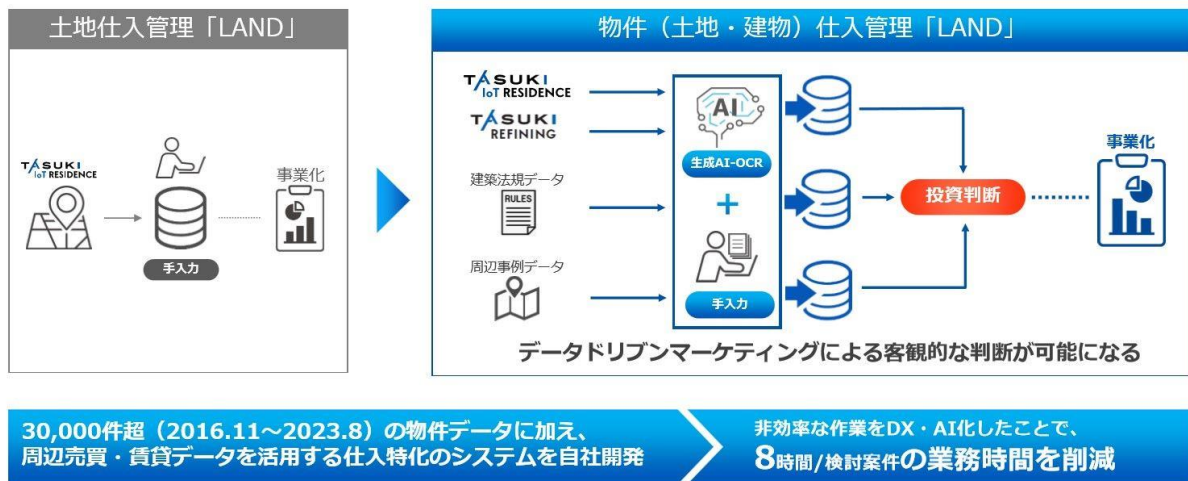 土地仕入管理「LAND」
TASUKI
IoT RESIDENCE
手入力
事業化
物件（土地・建物）仕入管理「LAND」
TASUKI
IoT RESIDENCE
TASUKI
REFINING
建築法規データ
RULES
周辺事例データ
AI
生成AI-OCR
+
手入力
投資判断
事業化
データドリブンマーケティングによる客観的な判断が可能になる
30,000件超（2016.11～2023.8）の物件データに加え、
周辺売買・賃貸データを活用する仕入特化のシステムを自社開発
非効率な作業をDX・AI化したことで、
8時間/検討案件の業務時間を削減